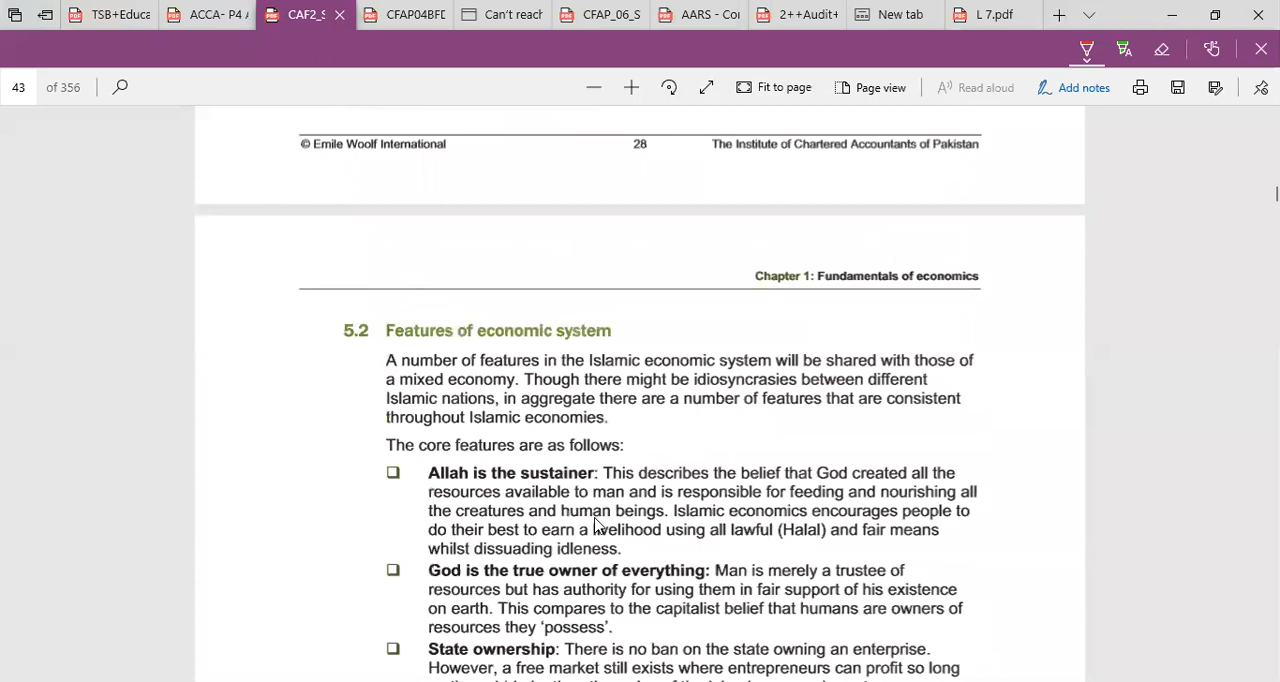 TSB+Educa
ACCA- P4 A
CAF2_S
CFAP04BFD
Can't reach
CFAP_06_S
AARS - Cor
2++Audit+
New tab
L 7.pdf
43 of 356
Fit to page
Page view
Read aloud
Add notes
© Emile Woolf International 28 The Institute of Chartered Accountants of Pakistan
Chapter 1: Fundamentals of economics
5.2 Features of economic system
A number of features in the Islamic economic system will be shared with those of
a mixed economy. Though there might be idiosyncrasies between different
Islamic nations, in aggregate there are a number of features that are consistent
throughout Islamic economies.
The core features are as follows:
Allah is the sustainer: This describes the belief that God created all the
resources available to man and is responsible for feeding and nourishing all
the creatures and human beings. Islamic economics encourages people to
do their best to earn a livelihood using all lawful (Halal) and fair means
whilst dissuading idleness.
God is the true owner of everything: Man is merely a trustee of
resources but has authority for using them in fair support of his existence
on earth. This compares to the capitalist belief that humans are owners of
resources they 'possess'.
State ownership: There is no ban on the state owning an enterprise.
However, a free market still exists where entrepreneurs can profit so long